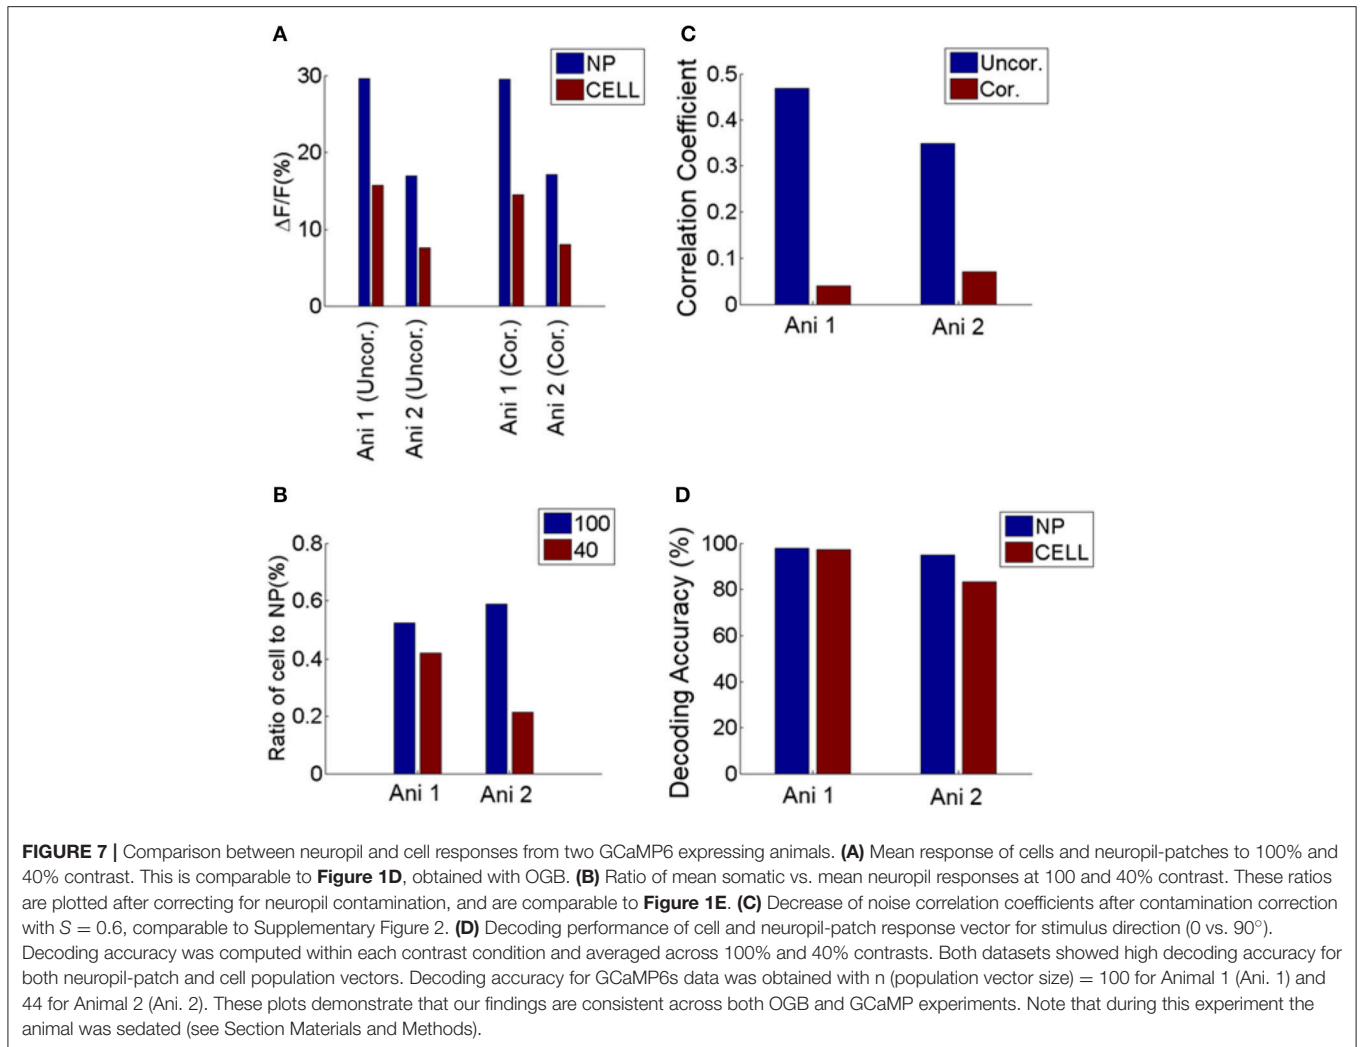 A
NP
CELL
30
20
10
0
ΔF/F(%)
Ani 1 (Uncor.)
Ani 2 (Uncor.)
Ani 1 (Cor.)
Ani 2 (Cor.)
C
Uncor.
Cor.
0.5
0.4
0.3
0.2
0.1
0
Correlation Coefficient
Ani 1
Ani 2
B
100
40
0.8
0.6
0.4
0.2
0
Ratio of cell to NP(%)
Ani 1
Ani 2
D
NP
CELL
100
80
60
40
20
0
Decoding Accuracy (%)
Ani 1
Ani 2
FIGURE 7 | Comparison between neuropil and cell responses from two GCaMP6 expressing animals. (A) Mean response of cells and neuropil-patches to 100% and
40% contrast. This is comparable to Figure 1D, obtained with OGB. (B) Ratio of mean somatic vs. mean neuropil responses at 100 and 40% contrast. These ratios
are plotted after correcting for neuropil contamination, and are comparable to Figure 1E. (C) Decrease of noise correlation coefficients after contamination correction
with S = 0.6, comparable to Supplementary Figure 2. (D) Decoding performance of cell and neuropil-patch response vector for stimulus direction (0 vs. 90°).
Decoding accuracy was computed within each contrast condition and averaged across 100% and 40% contrasts. Both datasets showed high decoding accuracy for
both neuropil-patch and cell population vectors. Decoding accuracy for GCaMP6s data was obtained with n (population vector size) = 100 for Animal 1 (Ani. 1) and
44 for Animal 2 (Ani. 2). These plots demonstrate that our findings are consistent across both OGB and GCaMP experiments. Note that during this experiment the
animal was sedated (see Section Materials and Methods).